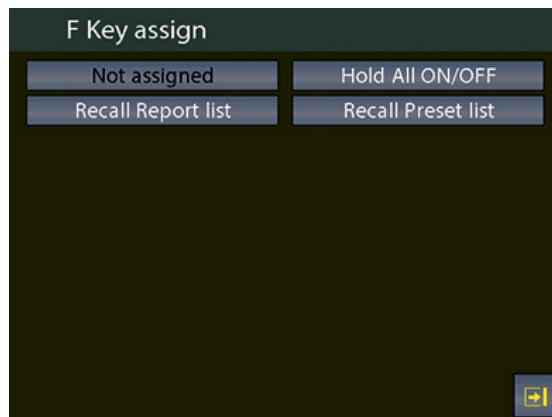 F Key assign
Not assigned
Hold All ON/OFF
Recall Report list
Recall Preset list